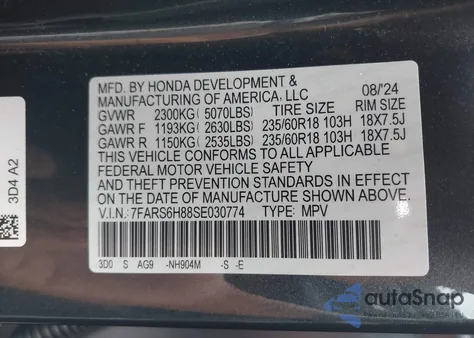 MFD. BY HONDA DEVELOPMENT &
MANUFACTURING OF AMERICA, LLC 08/'24
GVWR 2300KG( 5070LBS) TIRE SIZE RIM SIZE
GAWR F 1193KG( 2630LBS) 235/60R18 103H 18X7.5J
GAWR R 1150KG( 2535LBS) 235/60R18 103H 18X7.5J
THIS VEHICLE CONFORMS TO ALL APPLICABLE
FEDERAL MOTOR VEHICLE SAFETY
AND THEFT PREVENTION STANDARDS IN EFFECT
ON THE DATE OF MANUFACTURE SHOWN ABOVE.
V.I.N.: 7FARS6H88SE030774 TYPE: MPV
3D0 S AG9 -NH904M -S -E
3D4 A2
autoSnap